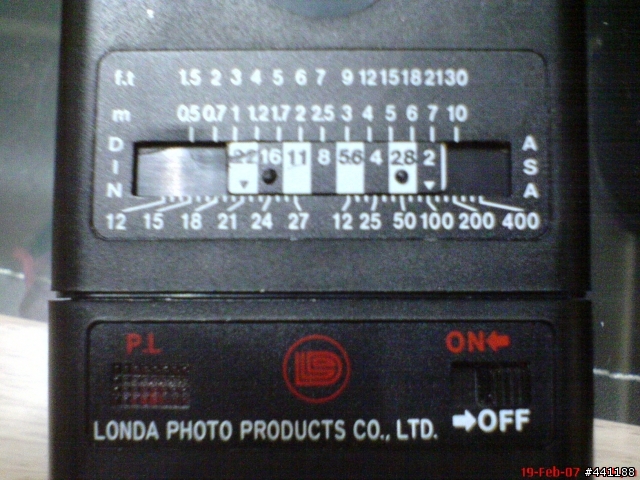 f.t 1.5 2 3 4 5 6 7 9 12 15 18 21 30
m 0.5 0.7 1 1.2 1.7 2 2.5 3 4 5 6 7 10
DIN 22 16 11 8 5.6 4 2.8 2 ASA
12 15 18 21 24 27 12 25 50 100 200 400
P.L ON
OFF
LONDA PHOTO PRODUCTS CO., LTD.
19-Feb-07 #441188